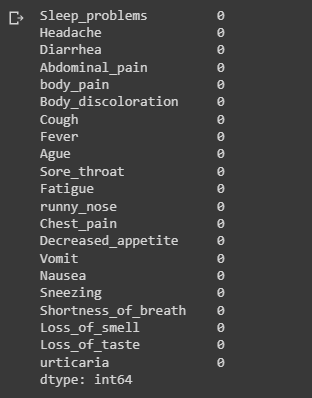 Sleep_problems 0
Headache 0
Diarrhea 0
Abdominal_pain 0
body_pain 0
Body_discoloration 0
Cough 0
Fever 0
Ague 0
Sore_throat 0
Fatigue 0
runny_nose 0
Chest_pain 0
Decreased_appetite 0
Vomit 0
Nausea 0
Sneezing 0
Shortness_of_breath 0
Loss_of_smell 0
Loss_of_taste 0
urticaria 0
dtype: int64